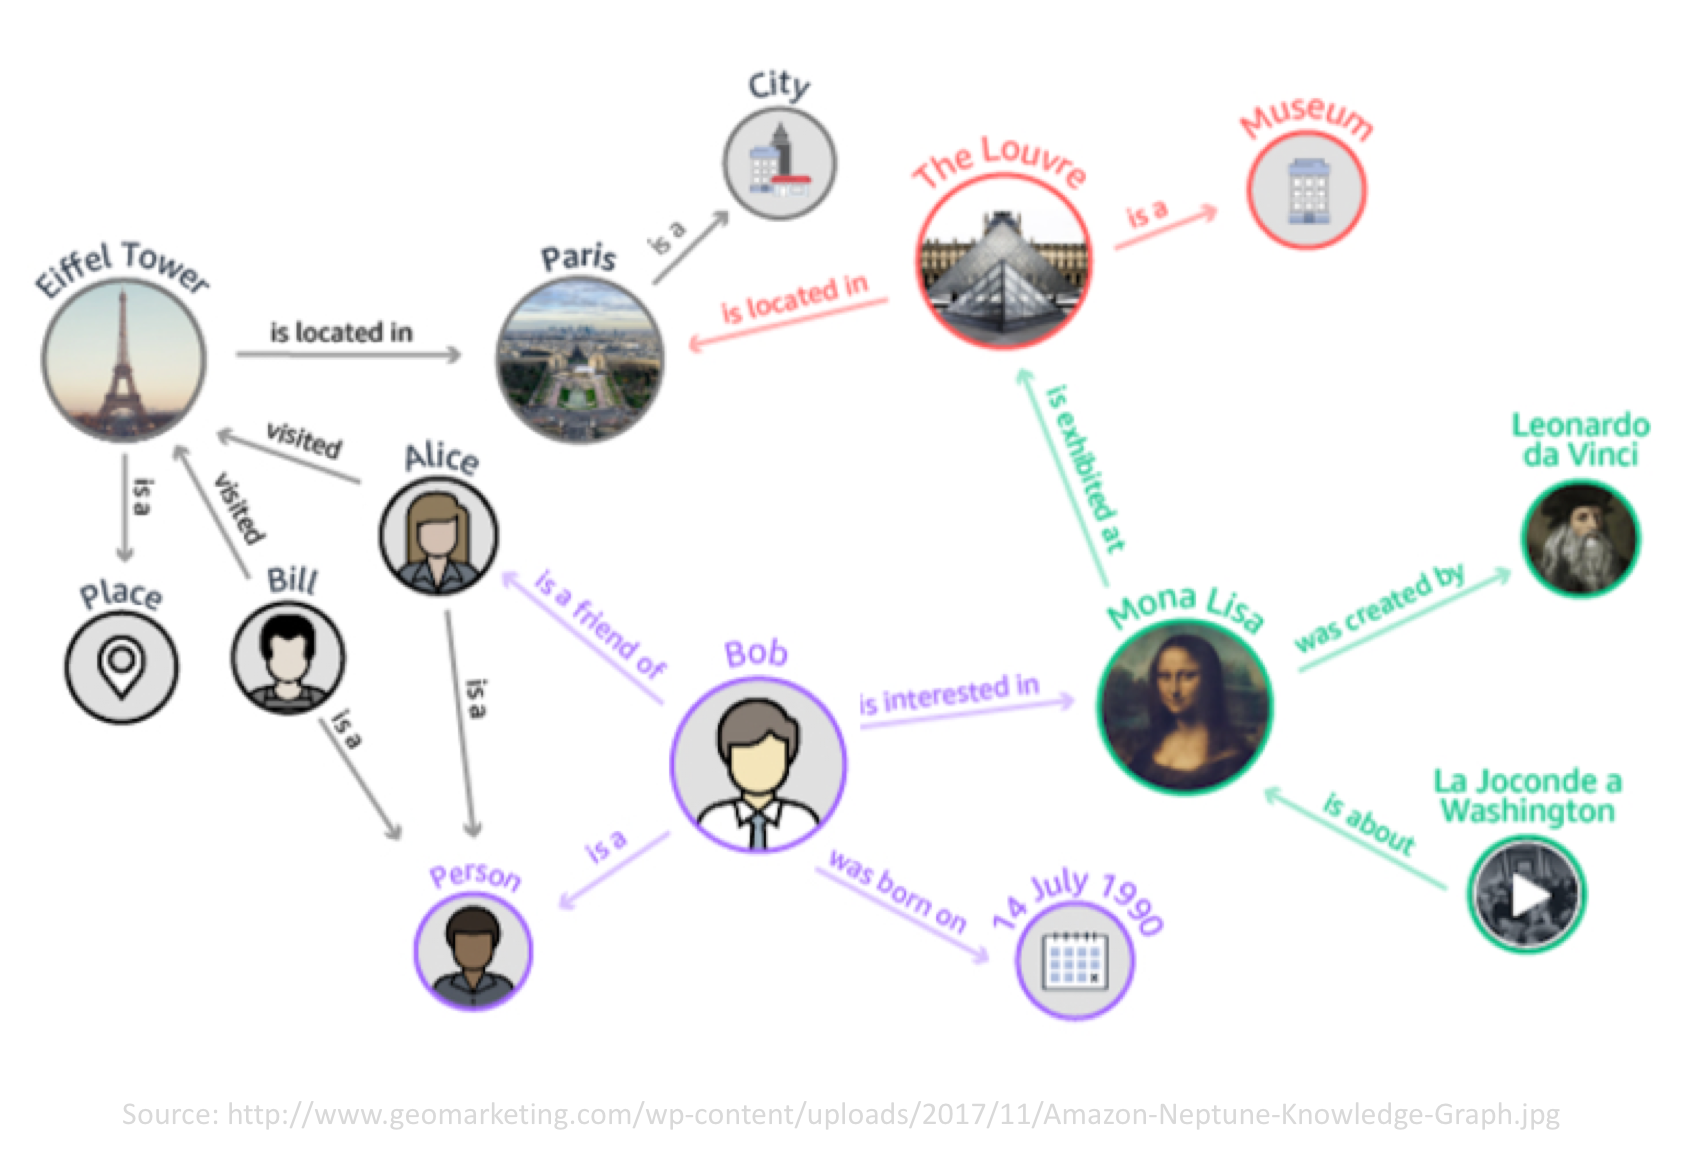 City
Museum
The Louvre
is a
is a
Eiffel Tower
Paris
is located in
is located in
visited
Alice
is exhibited at
Leonardo
da Vinci
is a
visited
Place
Bill
is a friend of
Mona Lisa
was created by
Bob
is interested in
is a
is a
La Joconde a
Washington
is about
is a
Person
was born on
14 July 1990
Source: http://www.geomarketing.com/wp-content/uploads/2017/11/Amazon-Neptune-Knowledge-Graph.jpg